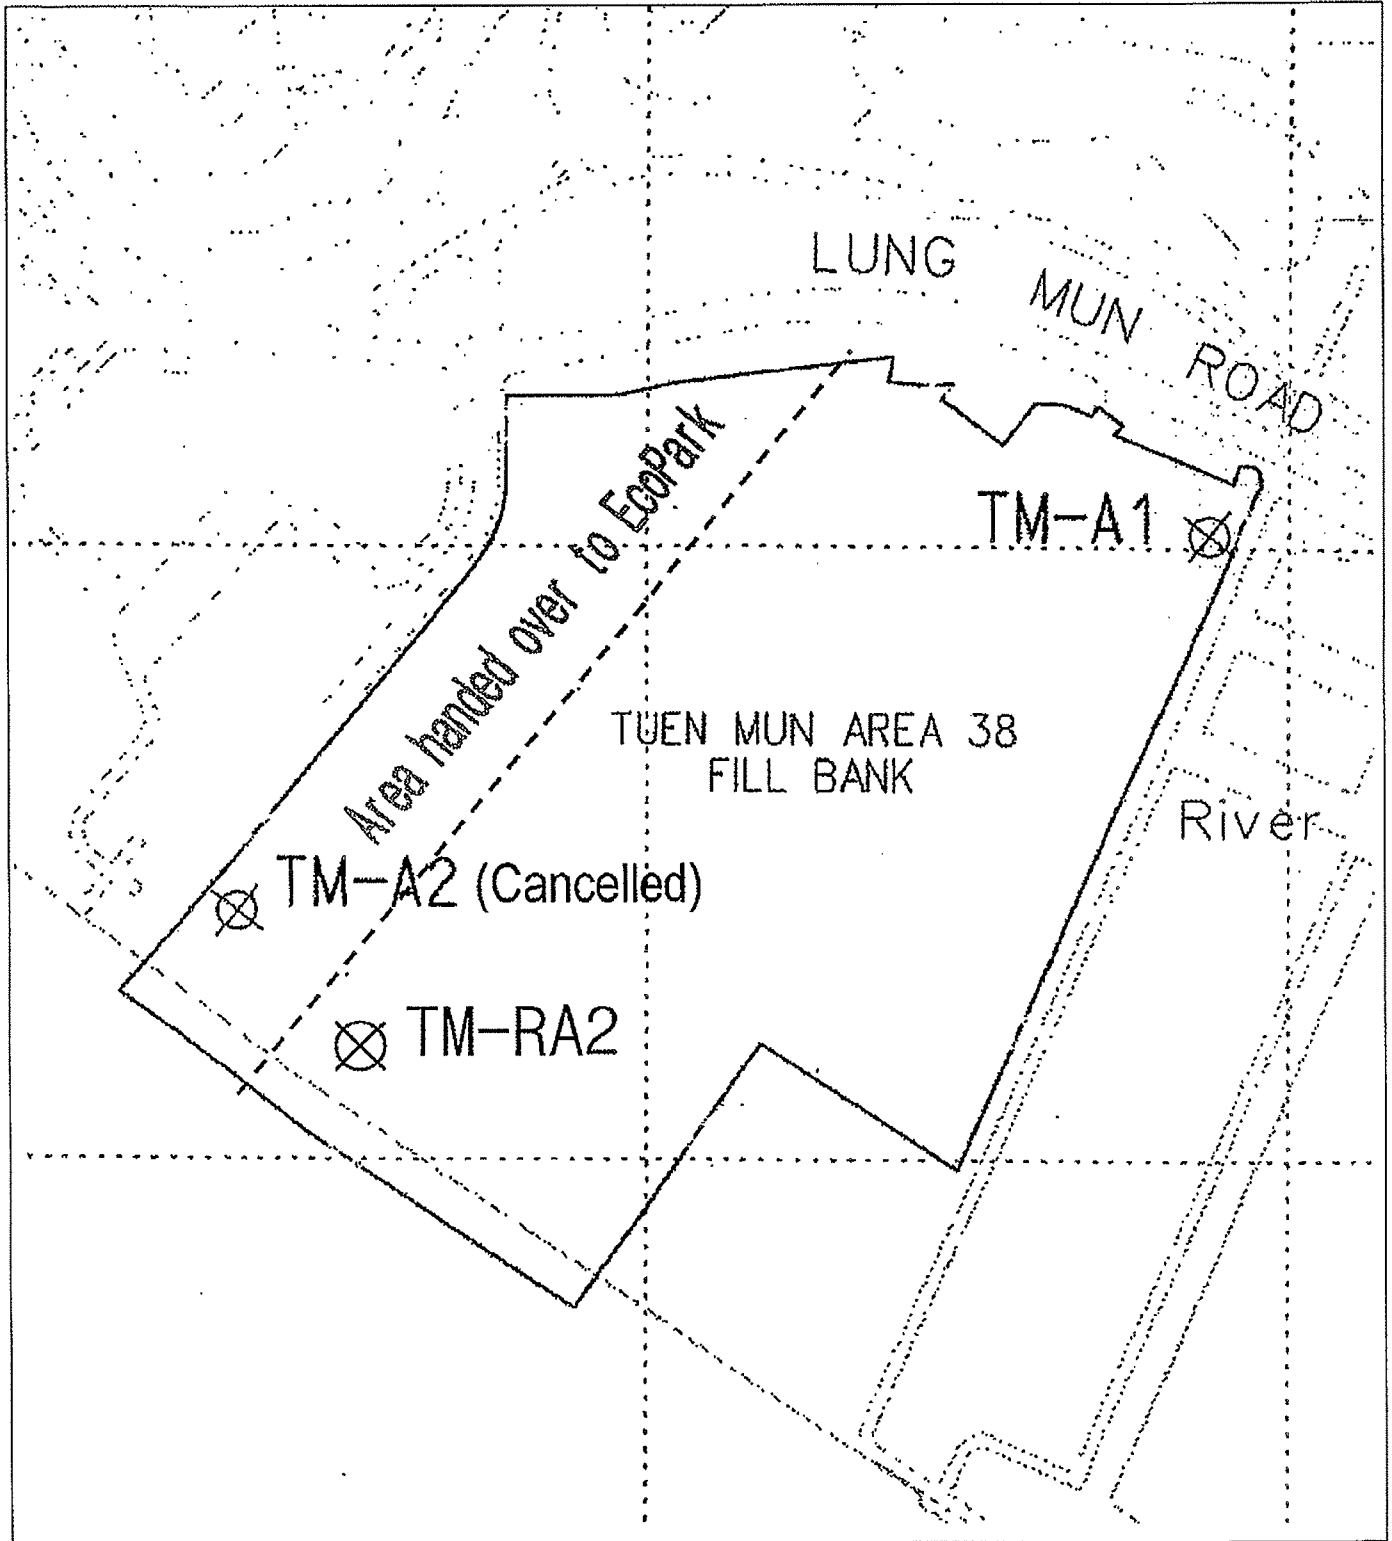 LUNG MUN ROAD
Area handed over to EcoPark
TM-A1
TUEN MUN AREA 38
FILL BANK
River
TM-A2 (Cancelled)
TM-RA2